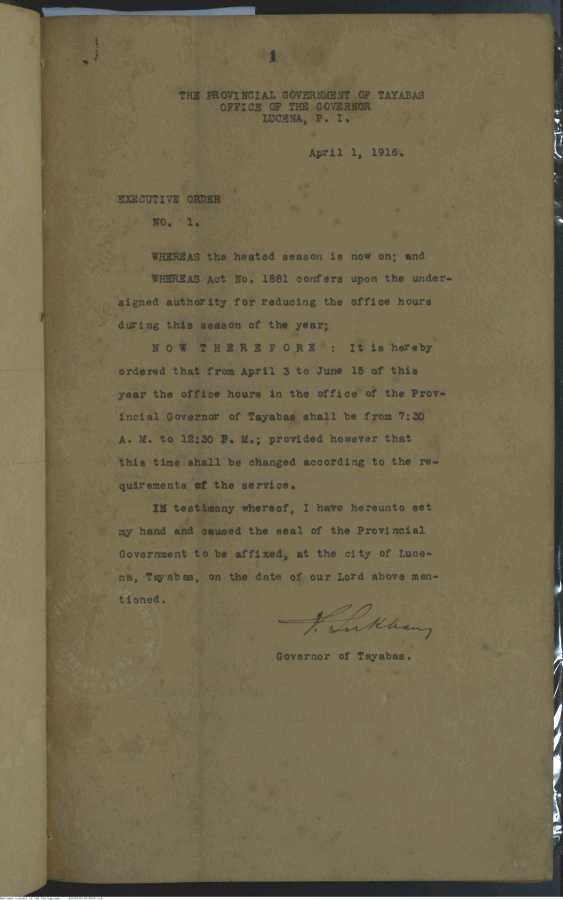 1
THE PROVINCIAL GOVERNMENT OF TAYABAS
OFFICE OF THE GOVERNOR
LUCENA, P. I.
April 1, 1916.
EXECUTIVE ORDER
NO. 1.
WHEREAS the heated season is now on; and
WHEREAS Act No. 1881 confers upon the under-
signed authority for reducing the office hours
during this season of the year;
N O W T H E R E F O R E : It is hereby
ordered that from April 3 to June 15 of this
year the office hours in the office of the Prov-
incial Governor of Tayabas shall be from 7:30
A. M. to 12:30 P. M.; provided however that
this time shall be changed according to the re-
quirements of the service.
IN testimony whereof, I have hereunto set
my hand and caused the seal of the Provincial
Government to be affixed, at the city of Luce-
na, Tayabas, on the date of our Lord above men-
tioned.
Governor of Tayabas.